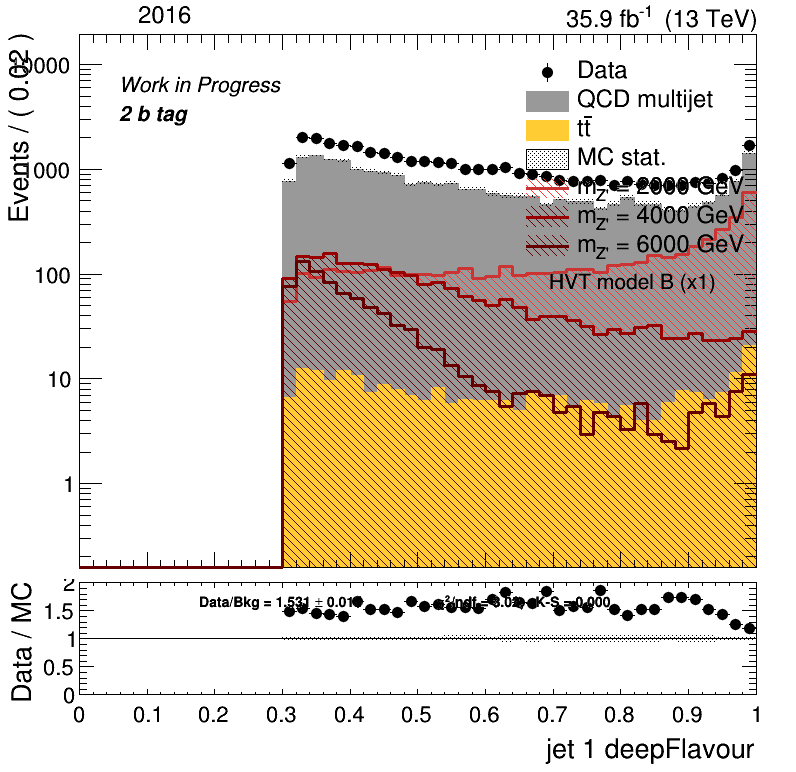 2016
35.9 fb⁻¹ (13 TeV)
Events / ( 0.02 )
Work in Progress
2 b tag
Data
QCD multijet
tt̄
MC stat.
m_Z' = 2000 GeV
m_Z' = 4000 GeV
m_Z' = 6000 GeV
HVT model B (x1)
1000
100
10
1
Data / MC
Data/Bkg = 1.531 ± 0.01
K-S = 0.000
2
1.5
1
0.5
0
0 0.1 0.2 0.3 0.4 0.5 0.6 0.7 0.8 0.9 1
jet 1 deepFlavour